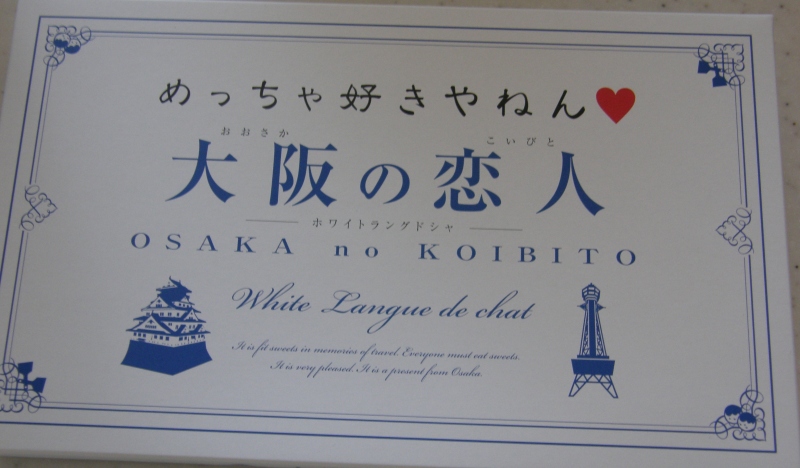 めっちゃ好きやねん♥
おおさか こいびと
大阪の恋人
ホワイトラングドシャ
OSAKA no KOIBITO
White Langue de chat
It is fit sweets in memories of travel. Everyone must eat sweets.
It is very pleased. It is a present from Osaka.